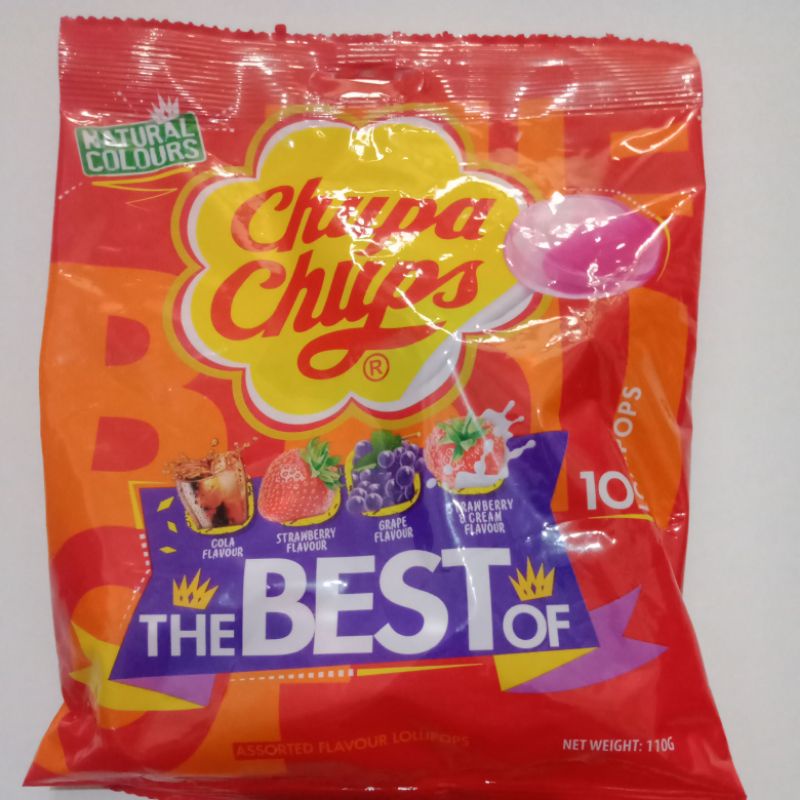 NATURAL
COLOURS
Chupa
Chups
®
10
COLA
FLAVOUR
STRAWBERRY
FLAVOUR
GRAPE
FLAVOUR
STRAWBERRY
& CREAM
FLAVOUR
THE BEST OF
ASSORTED FLAVOUR LOLLIPOPS
NET WEIGHT: 110G